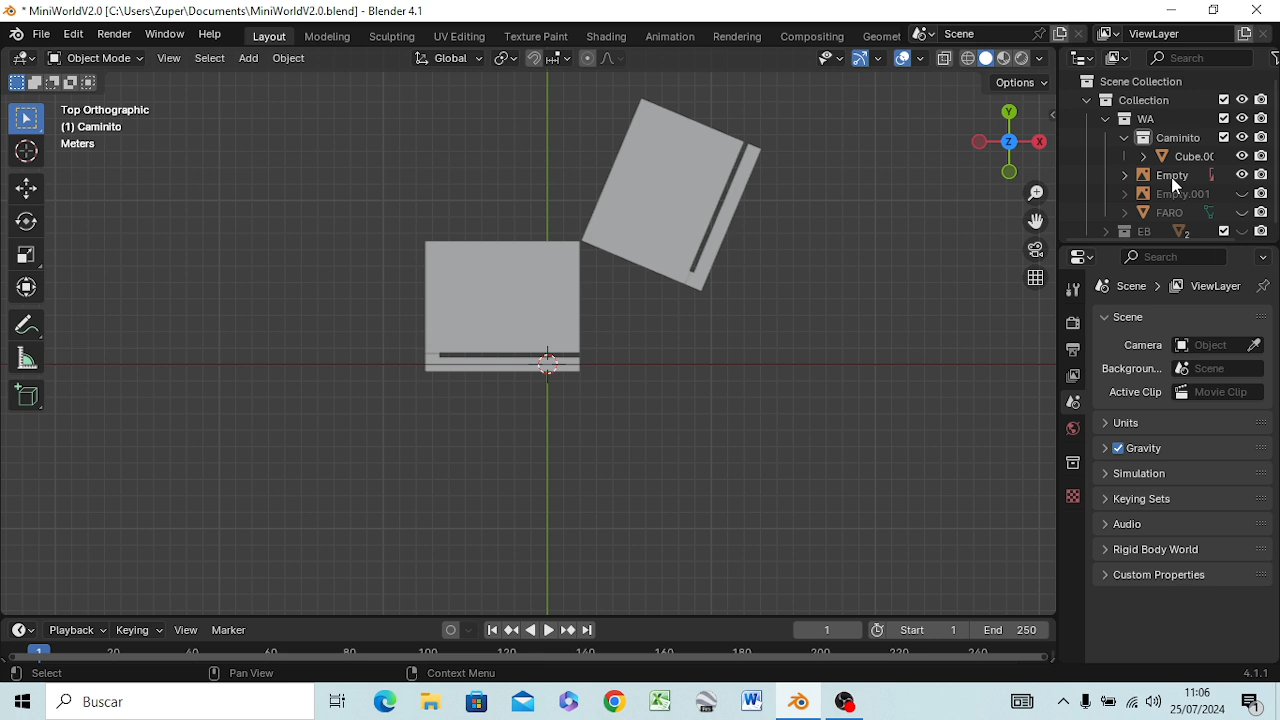 * MiniWorldV2.0 [C:\Users\Zuper\Documents\MiniWorldV2.0.blend] - Blender 4.1
File Edit Render Window Help Layout Modeling Sculpting UV Editing Texture Paint Shading Animation Rendering Compositing Geomet Scene ViewLayer
Object Mode View Select Add Object Global Search
Options
Top Orthographic
(1) Caminito
Meters
Y
X
Z
Scene Collection
Collection
WA
Caminito
Cube.00
Empty
Empty.001
FARO
EB 2
Search
Scene > ViewLayer
Scene
Camera Object
Backgroun... Scene
Active Clip Movie Clip
Units
Gravity
Simulation
Keying Sets
Audio
Rigid Body World
Custom Properties
Playback Keying View Marker 1 Start 1 End 250
20 40 60 80 100 120 140 160 180 200 220 240
Select Pan View Context Menu 4.1.1
Buscar
11:06
25/07/2024
1